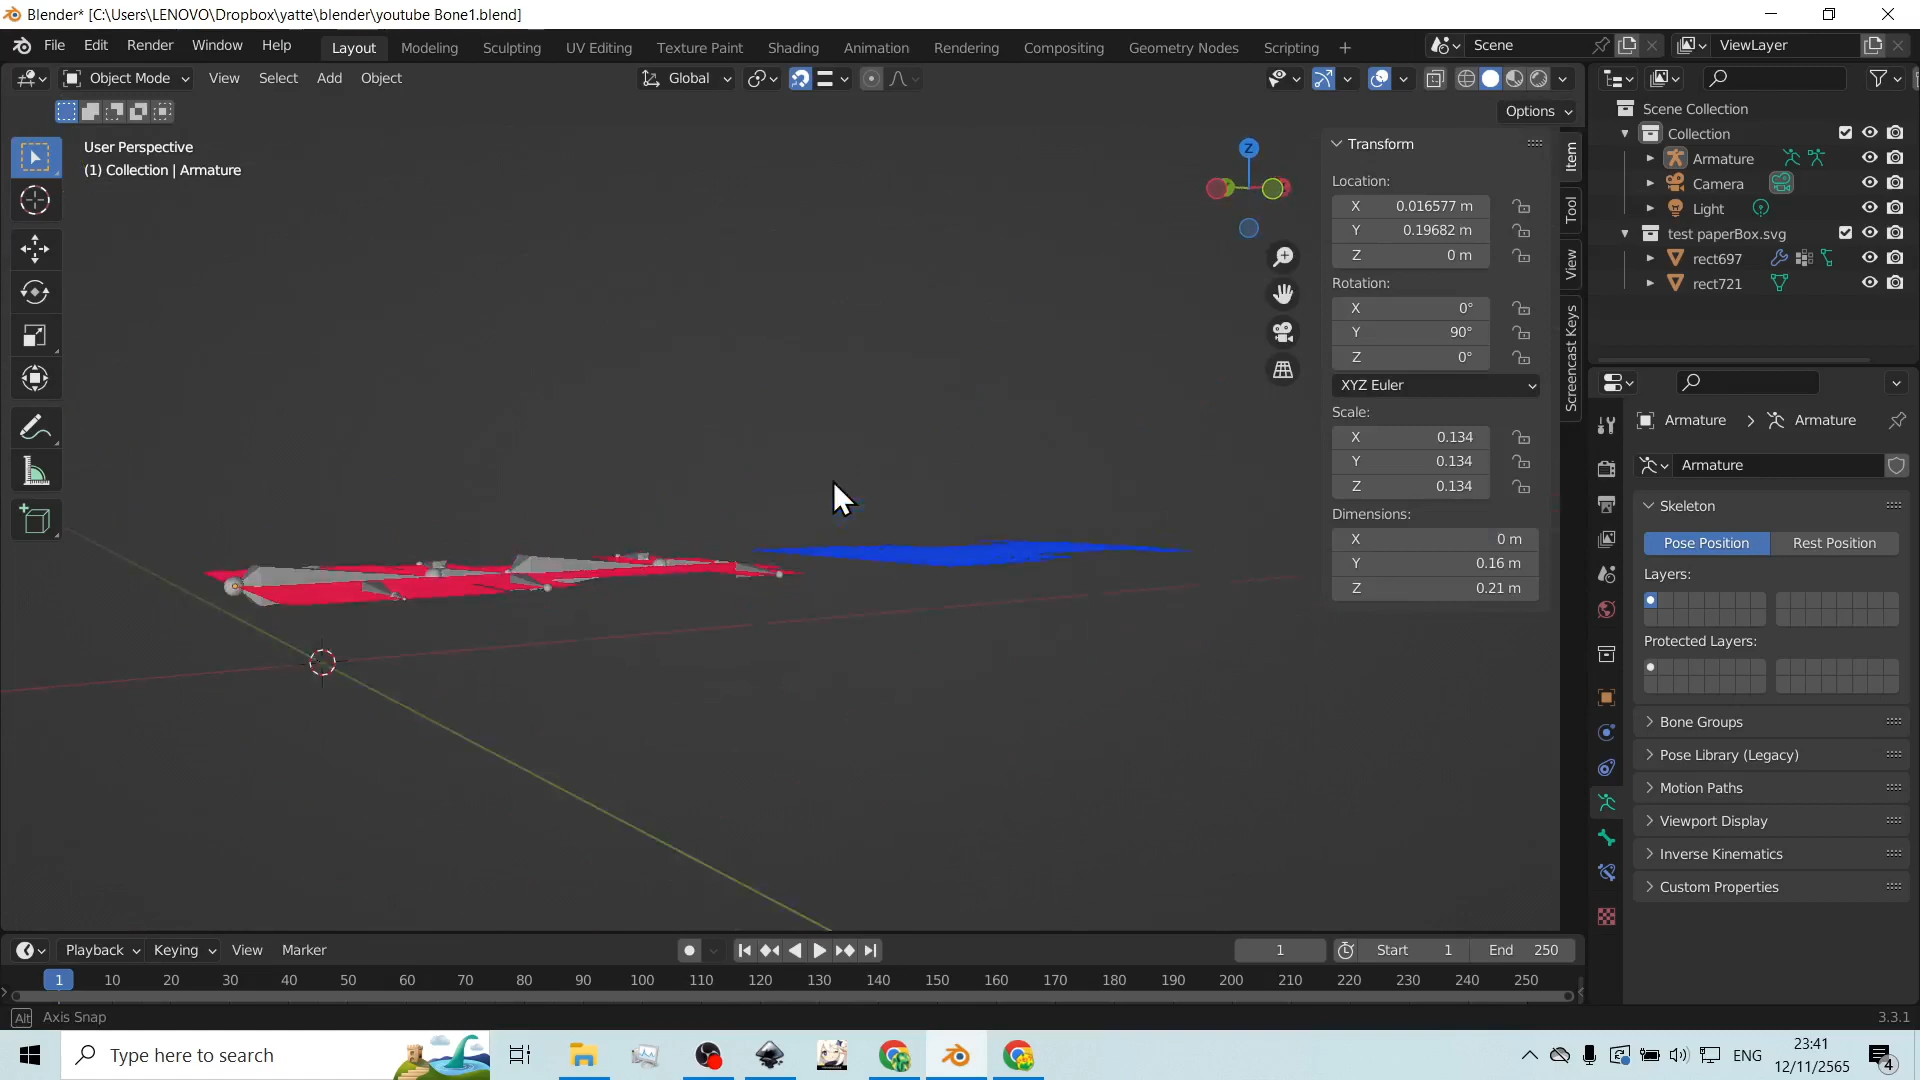 Blender* [C:\Users\LENOVO\Dropbox\yatte\blender\youtube Bone1.blend]
File Edit Render Window Help
Layout Modeling Sculpting UV Editing Texture Paint Shading Animation Rendering Compositing Geometry Nodes Scripting
Scene
ViewLayer
Object Mode View Select Add Object
Global
Options
User Perspective
(1) Collection | Armature
Z
Transform
Location:
X 0.016577 m
Y 0.19682 m
Z 0 m
Rotation:
X 0°
Y 90°
Z 0°
XYZ Euler
Scale:
X 0.134
Y 0.134
Z 0.134
Dimensions:
X 0 m
Y 0.16 m
Z 0.21 m
Item
Tool
View
Screencast Keys
Scene Collection
Collection
Armature
Camera
Light
test paperBox.svg
rect697
rect721
Armature Armature
Armature
Skeleton
Pose Position Rest Position
Layers:
Protected Layers:
Bone Groups
Pose Library (Legacy)
Motion Paths
Viewport Display
Inverse Kinematics
Custom Properties
Playback Keying View Marker
1 Start 1 End 250
1 10 20 30 40 50 60 70 80 90 100 110 120 130 140 150 160 170 180 190 200 210 220 230 240 250
Alt Axis Snap
3.3.1
Type here to search
ENG
23:41
12/11/2565
4